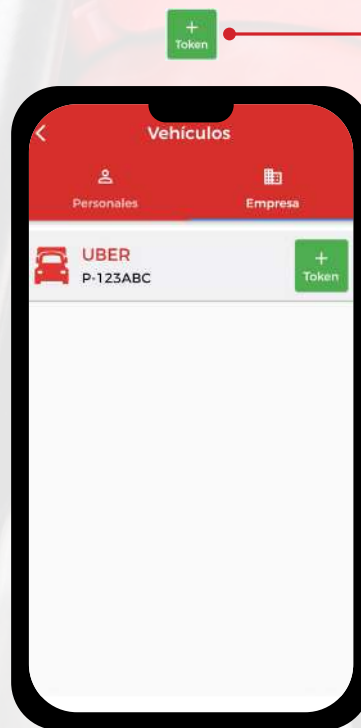 +
Token
Vehículos
Personales
Empresa
UBER
P-123ABC
+
Token